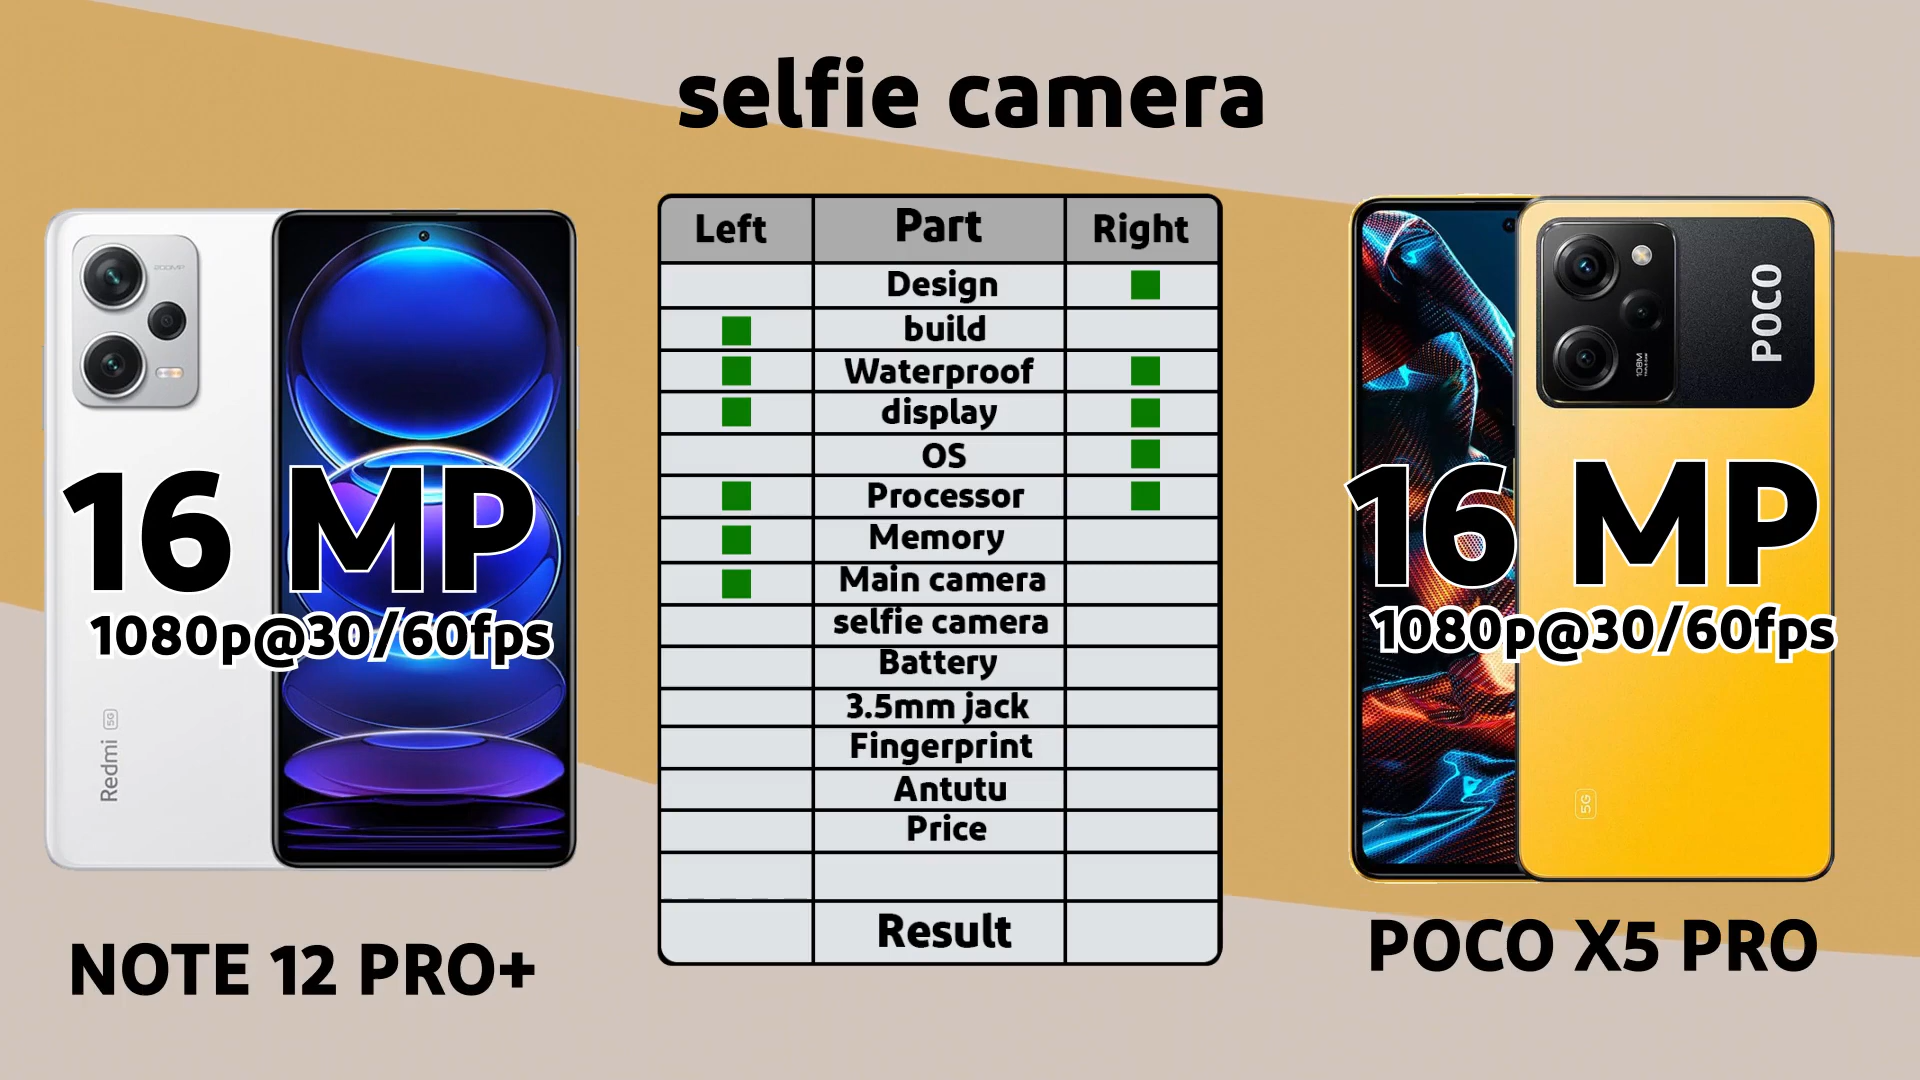 selfie camera
Left Part Right
Design
build
Waterproof
display
OS
Processor
Memory
Main camera
selfie camera
Battery
3.5mm jack
Fingerprint
Antutu
Price
Result
200MP
16 MP
1080p@30/60fps
Redmi 5G
NOTE 12 PRO+
POCO
108M
16 MP
1080p@30/60fps
5G
POCO X5 PRO